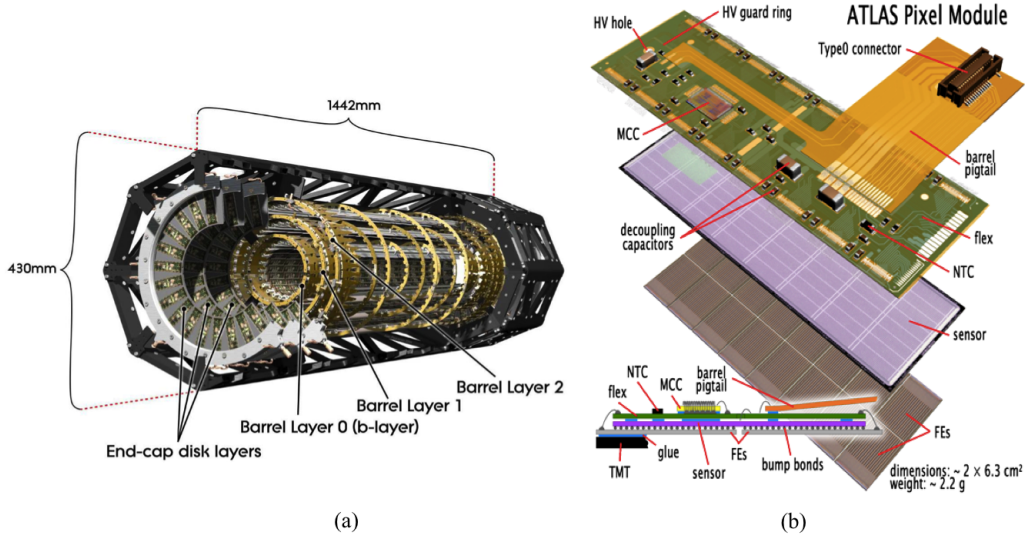 1442mm
430mm
Barrel Layer 2
Barrel Layer 1
Barrel Layer 0 (b-layer)
End-cap disk layers
(a)
ATLAS Pixel Module
HV guard ring
HV hole
Type0 connector
MCC
barrel
pigtail
decoupling
capacitors
flex
NTC
sensor
barrel
pigtail
NTC
MCC
flex
FEs
glue
FEs
sensor
bump bonds
TMT
dimensions: ~ 2 × 6.3 cm²
weight: ~ 2.2 g
(b)